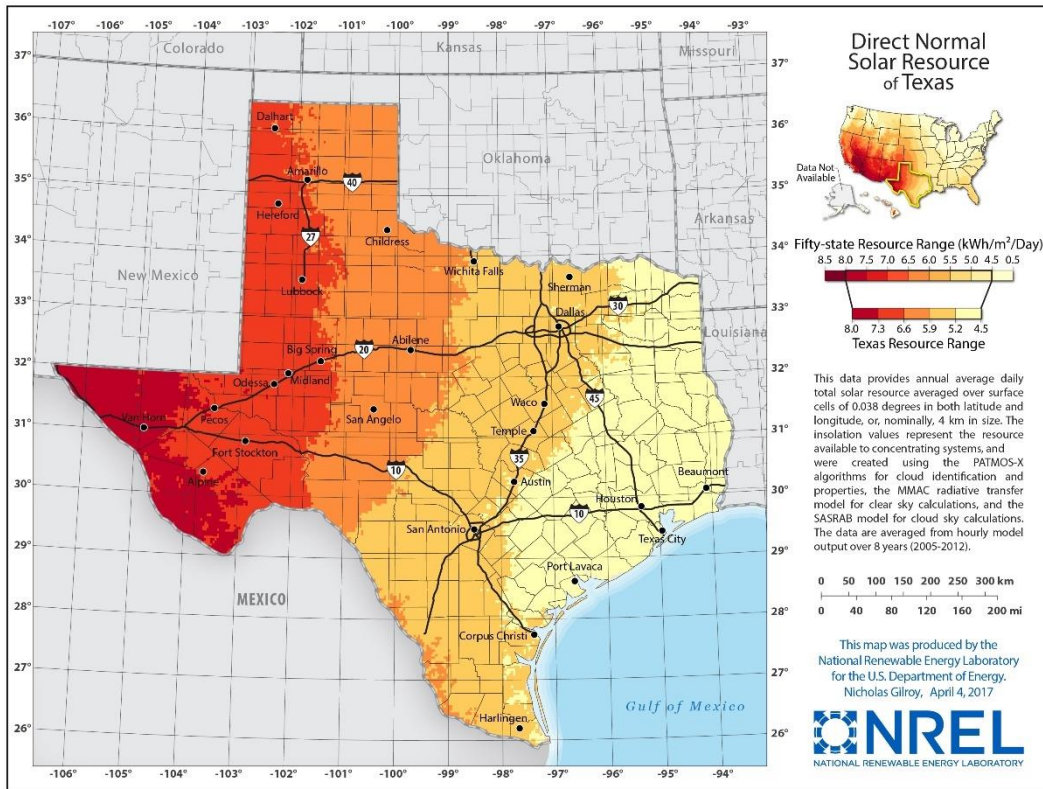 -107° -106° -105° -104° -103° -102° -101° -100° -99° -98° -97° -96° -95° -94° -93°
Colorado
Kansas
Missouri
37°
37°
36°
36°
35°
35°
34°
34°
33°
33°
32°
32°
31°
31°
30°
30°
29°
29°
28°
28°
27°
27°
26°
26°
Dalhart
Oklahoma
Amarillo
40
Hereford
27
Childress
Arkansas
New Mexico
Lubbock
Wichita Falls
Sherman
30
Dallas
Louisiana
Big Spring
20
Abilene
Odessa
Midland
45
Van Horn
Pecos
San Angelo
Waco
Temple
Fort Stockton
35
Alpine
10
Austin
Beaumont
Houston
San Antonio
10
Texas City
Port Lavaca
MEXICO
Corpus Christi
Gulf of Mexico
Harlingen
-106° -105° -104° -103° -102° -101° -100° -99° -98° -97° -96° -95° -94°
Direct Normal
Solar Resource
of Texas
Data Not
Available
Fifty-state Resource Range (kWh/m²/Day)
8.5 8.0 7.5 7.0 6.5 6.0 5.5 5.0 4.5 0.5
8.0 7.3 6.6 5.9 5.2 4.5
Texas Resource Range
This data provides annual average daily
total solar resource averaged over surface
cells of 0.038 degrees in both latitude and
longitude, or, nominally, 4 km in size. The
insolation values represent the resource
available to concentrating systems, and
were created using the PATMOS-X
algorithms for cloud identification and
properties, the MMAC radiative transfer
model for clear sky calculations, and the
SASRAB model for cloud sky calculations.
The data are averaged from hourly model
output over 8 years (2005-2012).
0 50 100 150 200 250 300 km
0 40 80 120 160 200 mi
This map was produced by the
National Renewable Energy Laboratory
for the U.S. Department of Energy.
Nicholas Gilroy, April 4, 2017
NREL
NATIONAL RENEWABLE ENERGY LABORATORY